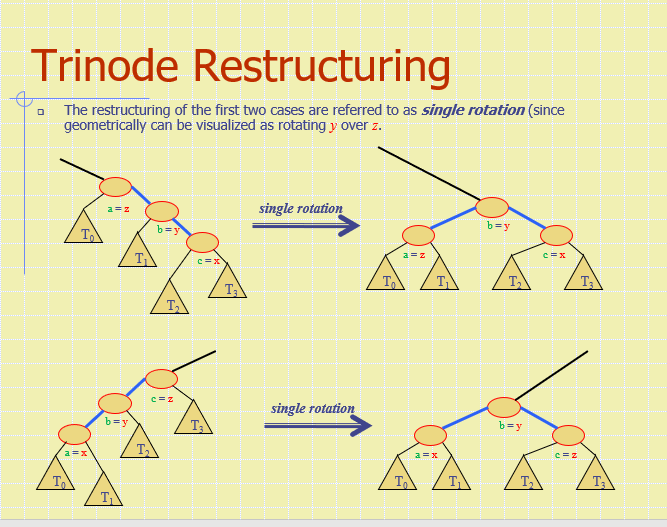 Trinode Restructuring
The restructuring of the first two cases are referred to as single rotation (since
geometrically can be visualized as rotating y over z.
a = z
T0
b = y
T1
c = x
T2
T3
single rotation
b = y
a = z
c = x
T0
T1
T2
T3
c = z
b = y
T3
a = x
T2
T0
T1
single rotation
b = y
a = x
c = z
T0
T1
T2
T3